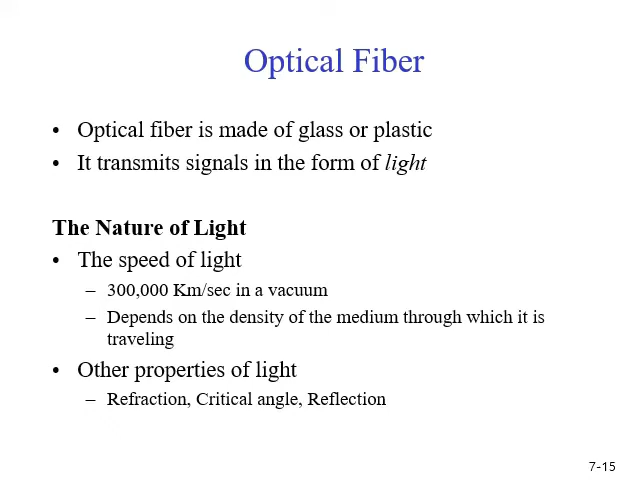 Optical Fiber
• Optical fiber is made of glass or plastic
• It transmits signals in the form of light
The Nature of Light
• The speed of light
– 300,000 Km/sec in a vacuum
– Depends on the density of the medium through which it is
traveling
• Other properties of light
– Refraction, Critical angle, Reflection
7-15